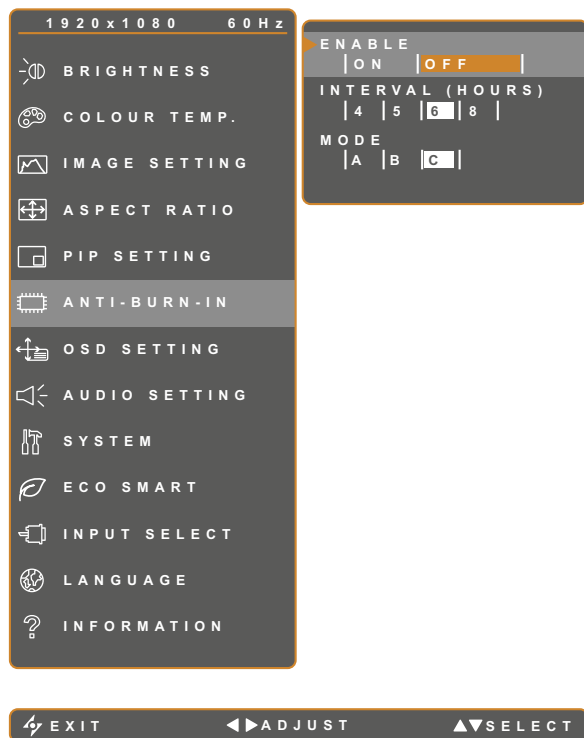 1920x1080 60Hz
BRIGHTNESS
COLOUR TEMP.
IMAGE SETTING
ASPECT RATIO
PIP SETTING
ANTI-BURN-IN
OSD SETTING
AUDIO SETTING
SYSTEM
ECO SMART
INPUT SELECT
LANGUAGE
INFORMATION
ENABLE
ON OFF
INTERVAL (HOURS)
4 5 6 8
MODE
A B C
EXIT ADJUST SELECT